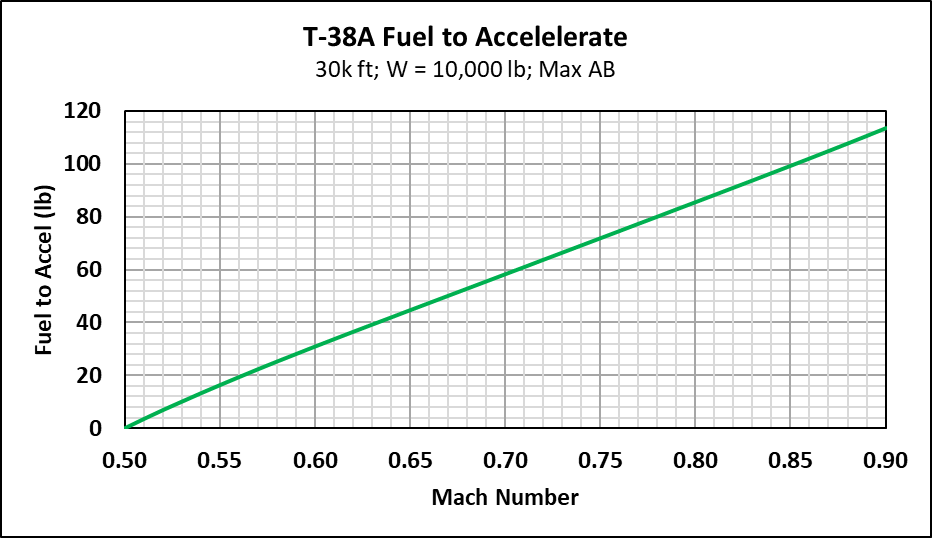 T-38A Fuel to Accelelerate
30k ft; W = 10,000 lb; Max AB
Fuel to Accel (lb)
120
100
80
60
40
20
0
0.50 0.55 0.60 0.65 0.70 0.75 0.80 0.85 0.90
Mach Number